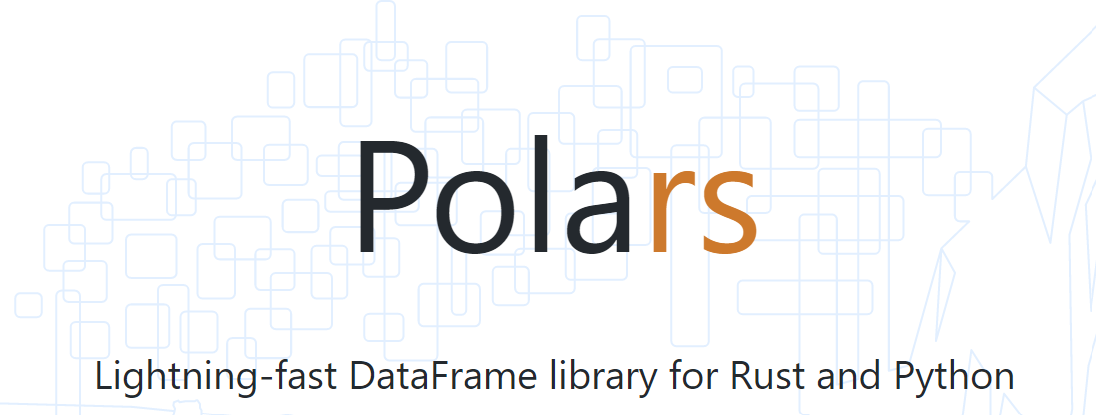 Polars
Lightning-fast DataFrame library for Rust and Python